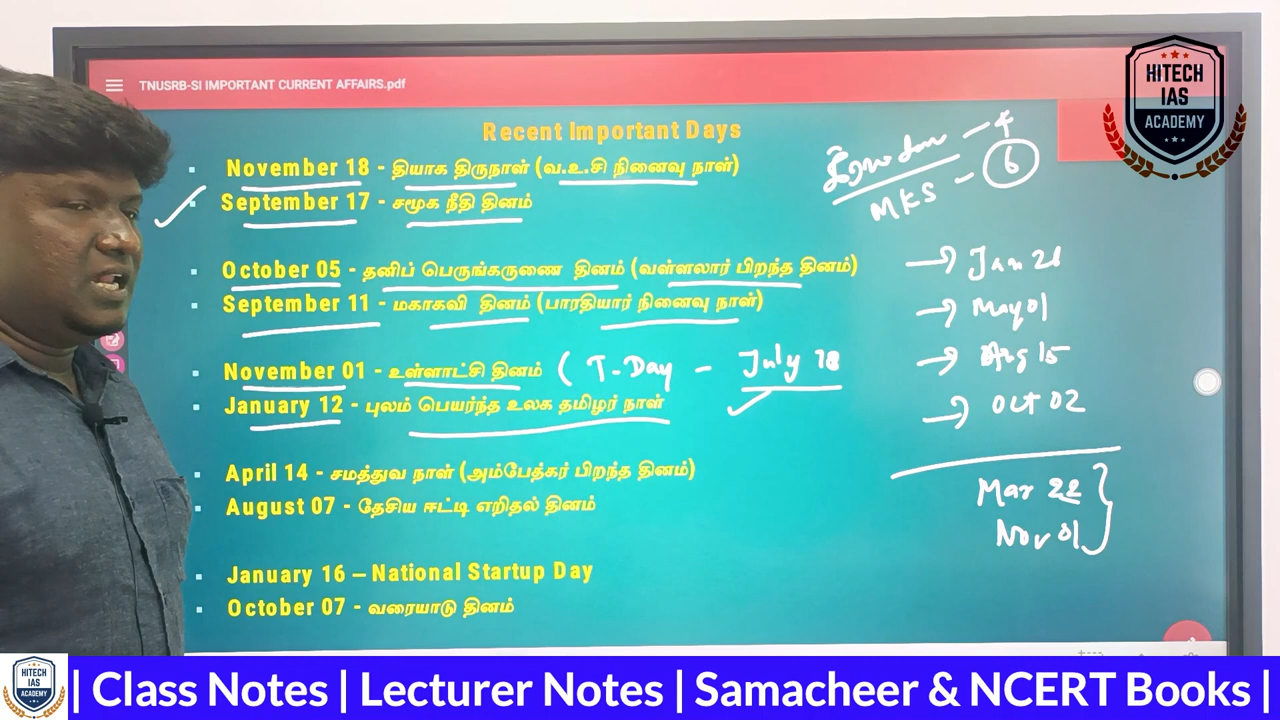 TNUSRB-SI IMPORTANT CURRENT AFFAIRS.pdf
HITECH
IAS
ACADEMY
Recent Important Days
November 18 - தியாக திருநாள் (வ.உ.சி நினைவு நாள்)
September 17 - சமூக நீதி தினம்
October 05 - தனிப் பெருங்கருணை தினம் (வள்ளலார் பிறந்த தினம்)
September 11 - மகாகவி தினம் (பாரதியார் நினைவு நாள்)
November 01 - உள்ளாட்சி தினம் ( T-Day - July 18
January 12 - புலம் பெயர்ந்த உலக தமிழர் நாள்
April 14 - சமத்துவ நாள் (அம்பேத்கர் பிறந்த தினம்)
August 07 - தேசிய ஈட்டி எறிதல் தினம்
January 16 – National Startup Day
October 07 - வரையாடு தினம்
- 4
MKS - 6
→ Jan 26
→ May 01
→ Aug 15
→ Oct 02
Mar 22
Nov 01
HITECH
IAS
ACADEMY
| Class Notes | Lecturer Notes | Samacheer & NCERT Books |